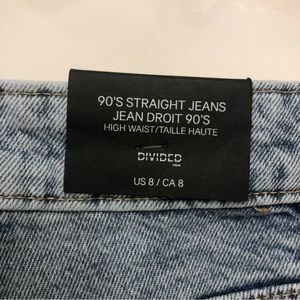 90'S STRAIGHT JEANS
JEAN DROIT 90'S
HIGH WAIST/TAILLE HAUTE
DIVIDED
H&M
US 8 / CA 8